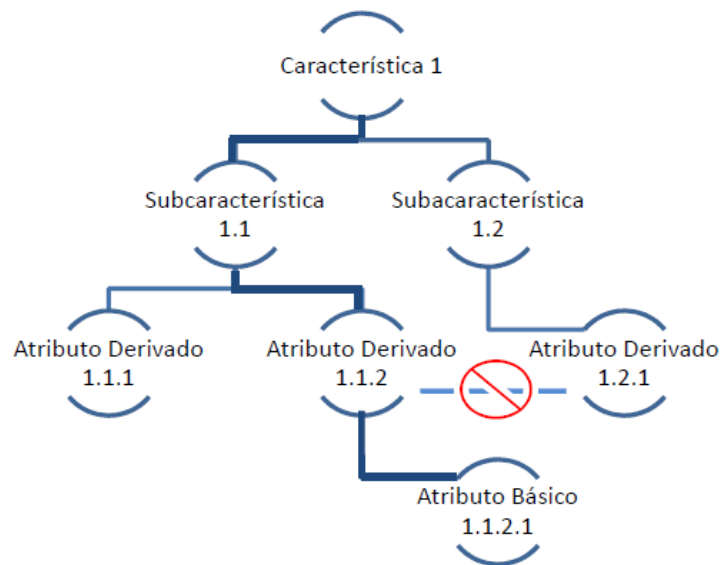 Característica 1
Subcaracterística
1.1
Subacaracterística
1.2
Atributo Derivado
1.1.1
Atributo Derivado
1.1.2
Atributo Derivado
1.2.1
Atributo Básico
1.1.2.1